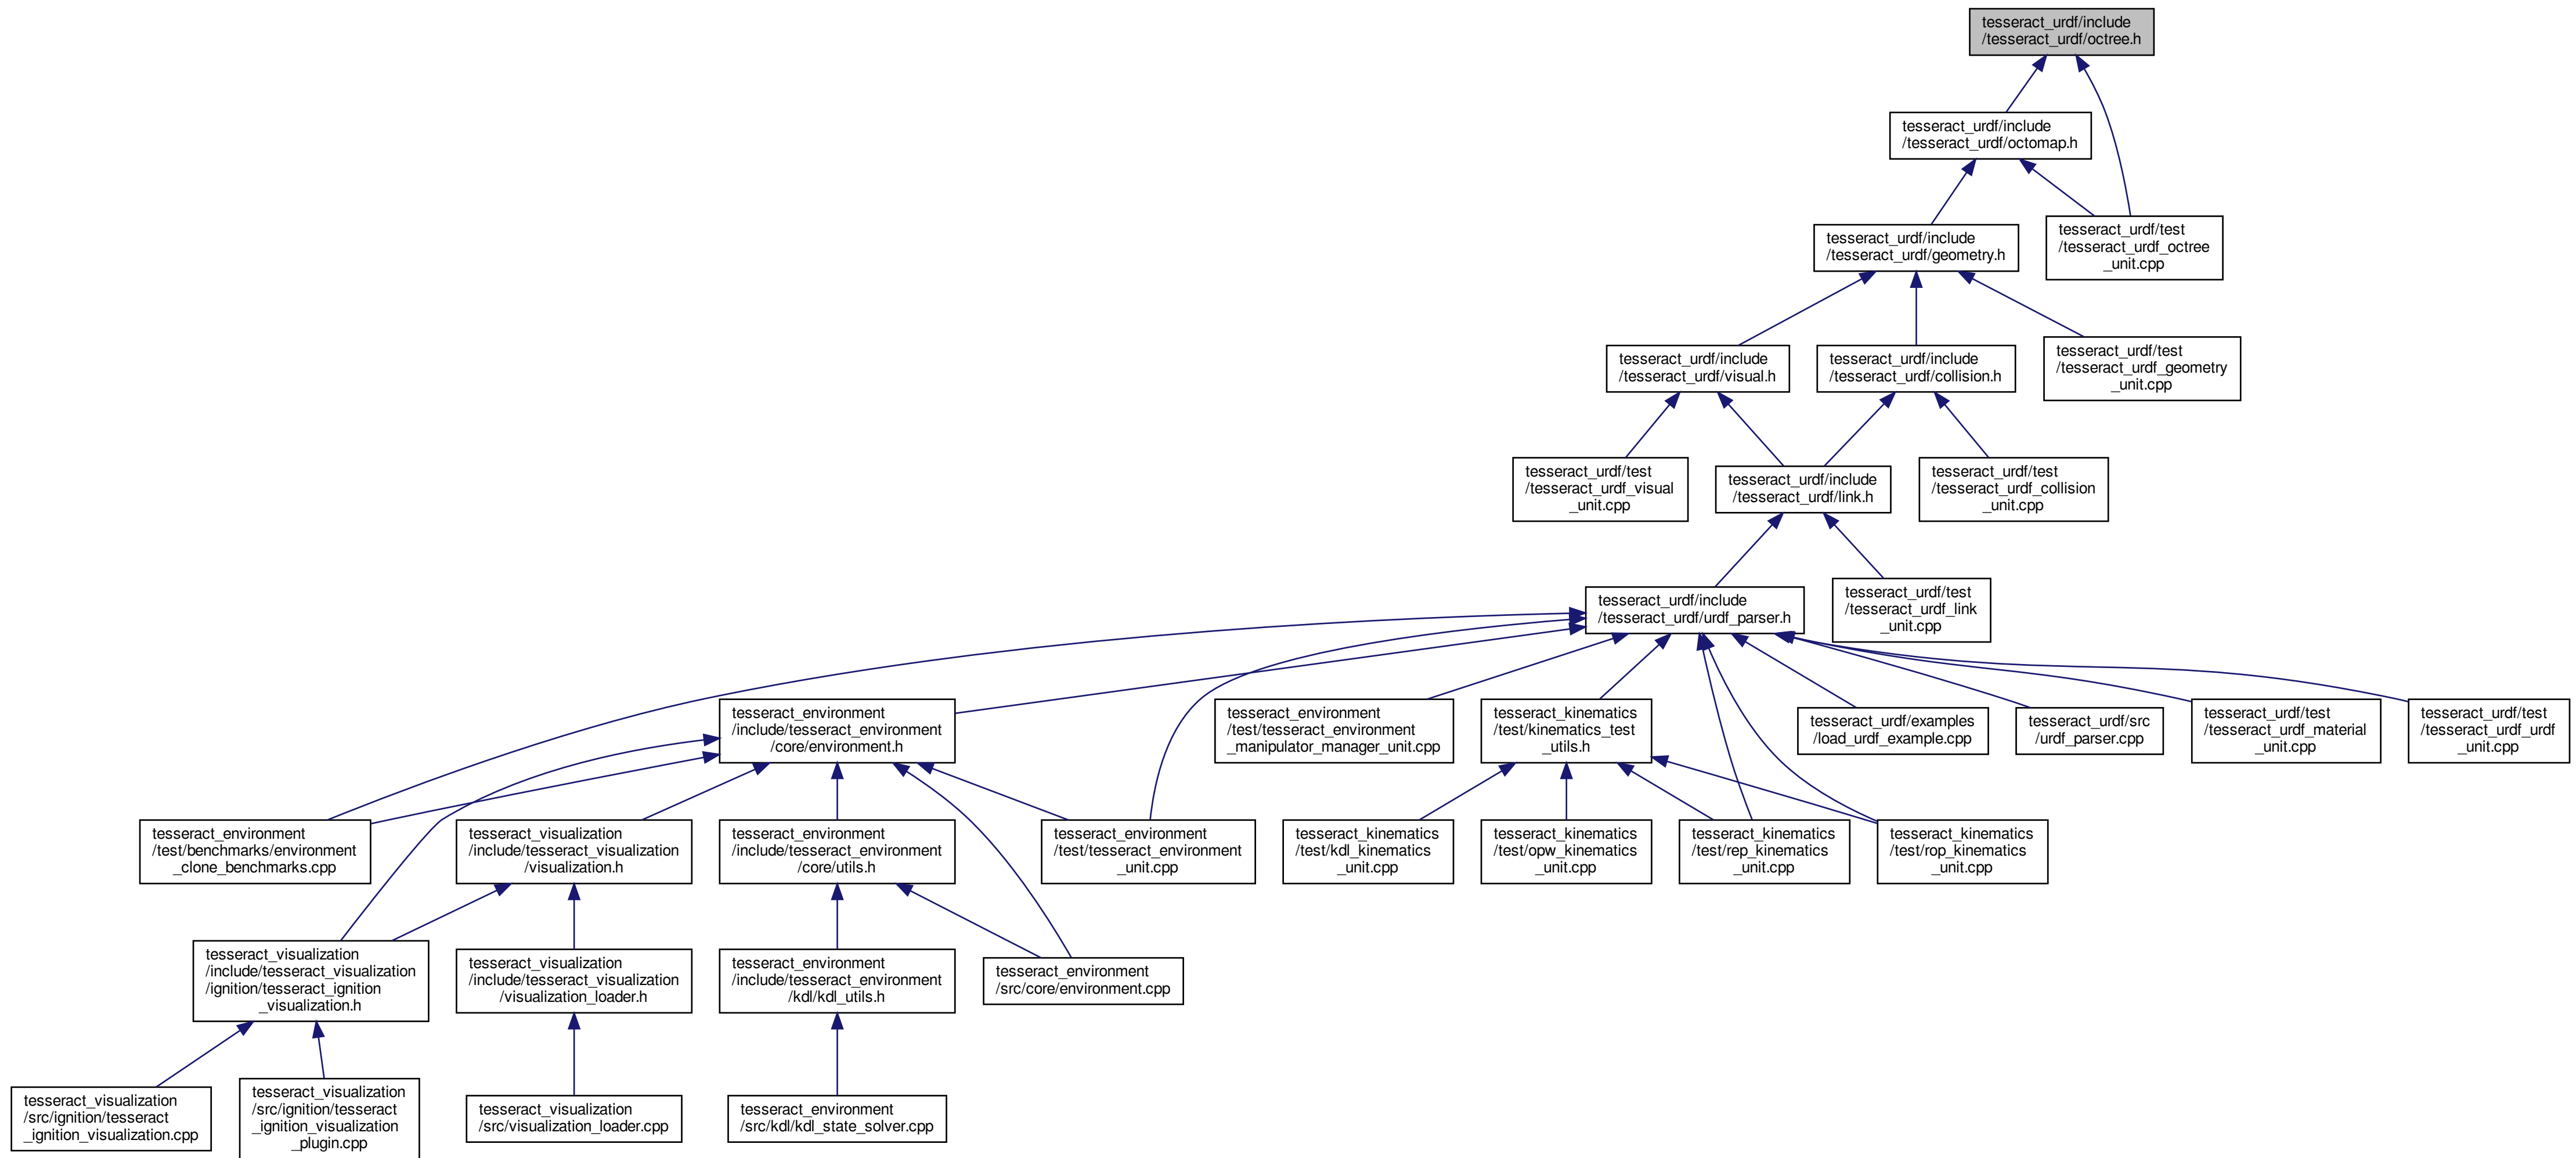 tesseract_urdf/include
/tesseract_urdf/octree.h
tesseract_urdf/include
/tesseract_urdf/octomap.h
tesseract_urdf/include
/tesseract_urdf/geometry.h
tesseract_urdf/test
/tesseract_urdf_octree
_unit.cpp
tesseract_urdf/include
/tesseract_urdf/visual.h
tesseract_urdf/include
/tesseract_urdf/collision.h
tesseract_urdf/test
/tesseract_urdf_geometry
_unit.cpp
tesseract_urdf/test
/tesseract_urdf_visual
_unit.cpp
tesseract_urdf/include
/tesseract_urdf/link.h
tesseract_urdf/test
/tesseract_urdf_collision
_unit.cpp
tesseract_urdf/include
/tesseract_urdf/urdf_parser.h
tesseract_urdf/test
/tesseract_urdf_link
_unit.cpp
tesseract_environment
/include/tesseract_environment
/core/environment.h
tesseract_environment
/test/tesseract_environment
_manipulator_manager_unit.cpp
tesseract_kinematics
/test/kinematics_test
_utils.h
tesseract_urdf/examples
/load_urdf_example.cpp
tesseract_urdf/src
/urdf_parser.cpp
tesseract_urdf/test
/tesseract_urdf_material
_unit.cpp
tesseract_urdf/test
/tesseract_urdf_urdf
_unit.cpp
tesseract_environment
/test/benchmarks/environment
_clone_benchmarks.cpp
tesseract_visualization
/include/tesseract_visualization
/visualization.h
tesseract_environment
/include/tesseract_environment
/core/utils.h
tesseract_environment
/test/tesseract_environment
_unit.cpp
tesseract_kinematics
/test/kdl_kinematics
_unit.cpp
tesseract_kinematics
/test/opw_kinematics
_unit.cpp
tesseract_kinematics
/test/rep_kinematics
_unit.cpp
tesseract_kinematics
/test/rop_kinematics
_unit.cpp
tesseract_visualization
/include/tesseract_visualization
/ignition/tesseract_ignition
_visualization.h
tesseract_visualization
/include/tesseract_visualization
/visualization_loader.h
tesseract_environment
/include/tesseract_environment
/kdl/kdl_utils.h
tesseract_environment
/src/core/environment.cpp
tesseract_visualization
/src/ignition/tesseract
_ignition_visualization.cpp
tesseract_visualization
/src/ignition/tesseract
_ignition_visualization
_plugin.cpp
tesseract_visualization
/src/visualization_loader.cpp
tesseract_environment
/src/kdl/kdl_state_solver.cpp